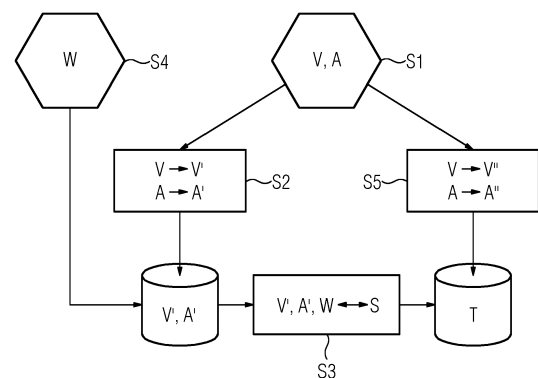 W
S4
V, A
S1
V → V'
A → A'
S2
V → V"
A → A"
S5
V', A'
V', A', W ↔ S
S3
T